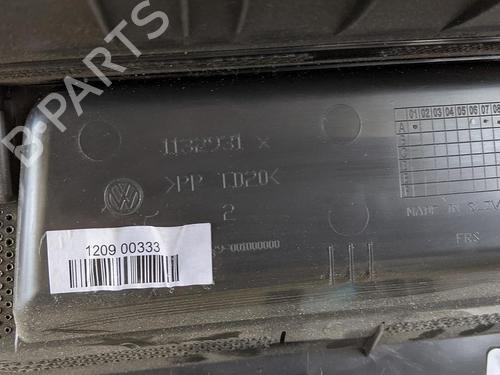 B-PARTS
1132931 x
>PP TD20<
2
1209 00333
01 02 03 04 05 06 07 08
A
MADE IN
FRS